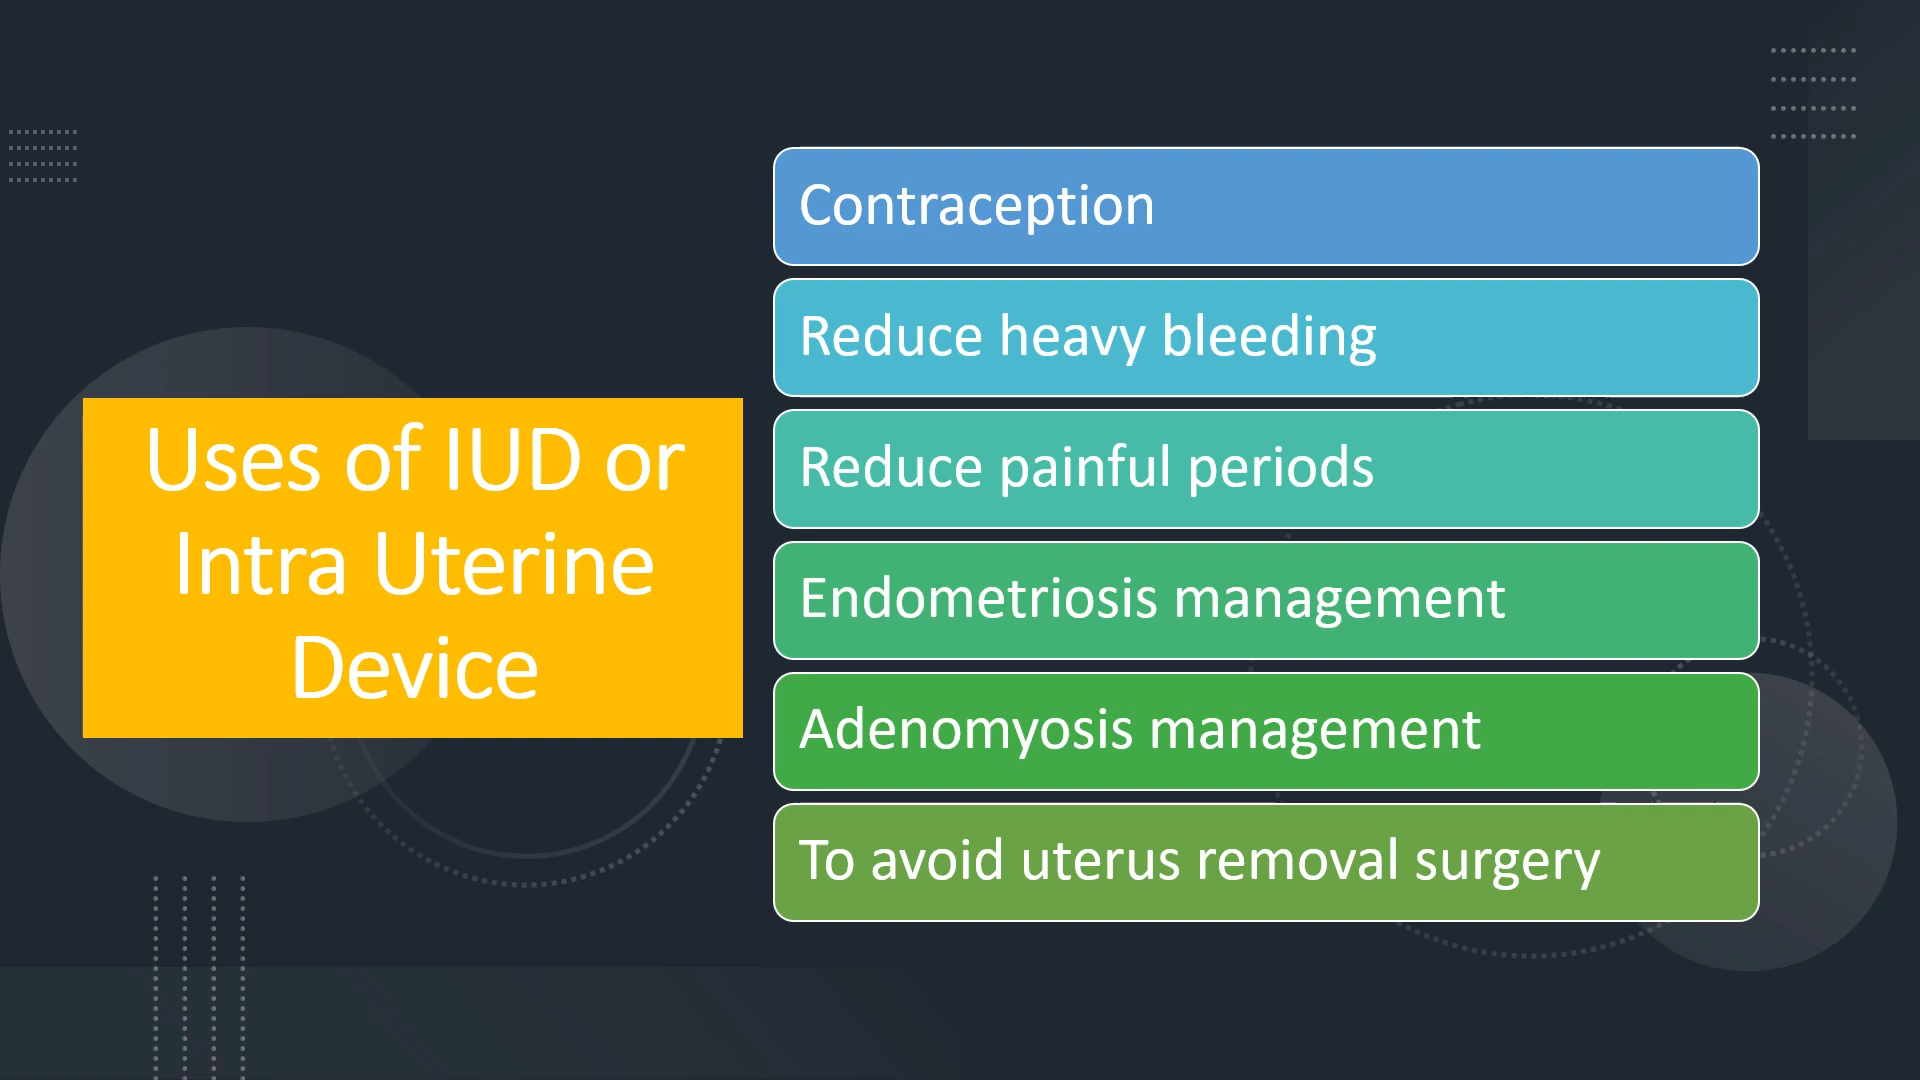 Uses of IUD or
Intra Uterine
Device
Contraception
Reduce heavy bleeding
Reduce painful periods
Endometriosis management
Adenomyosis management
To avoid uterus removal surgery